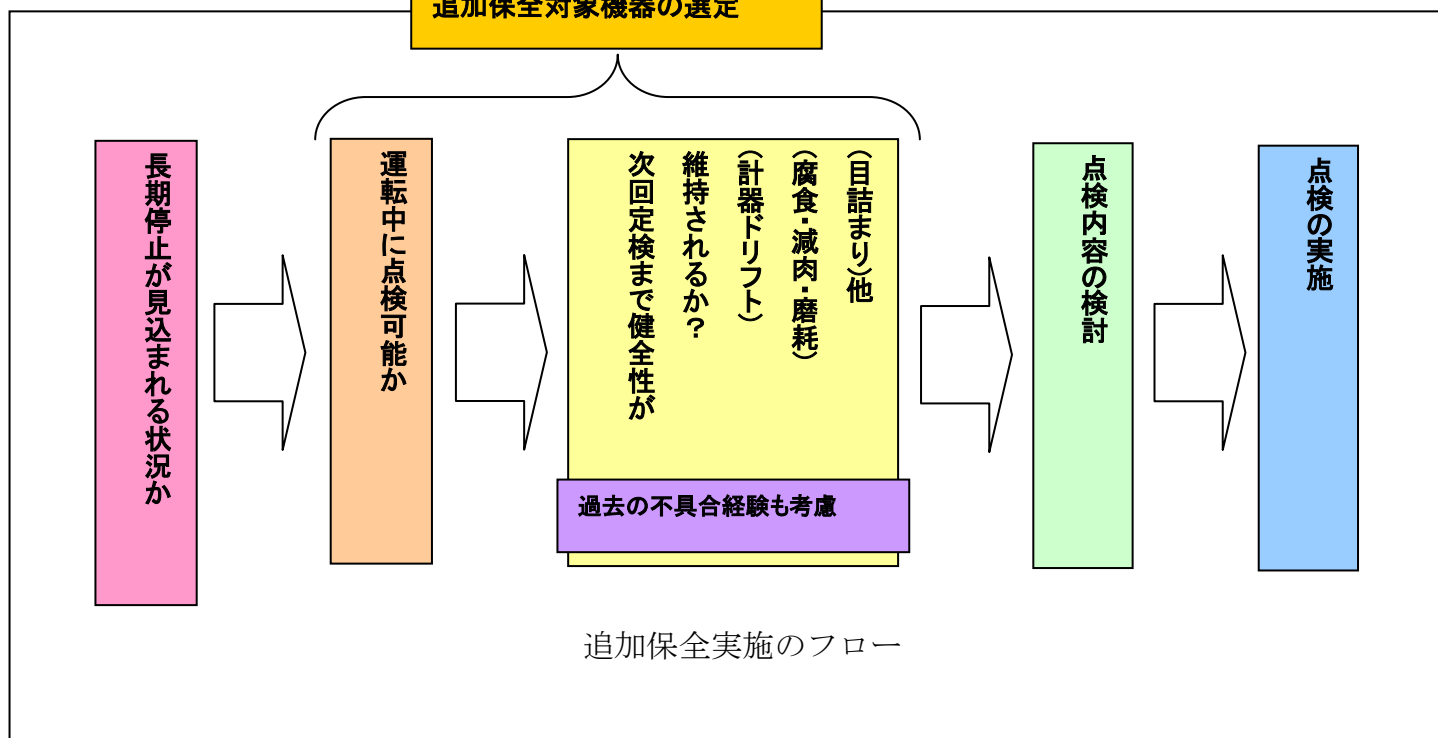 追加保全対象機器の選定
長期停止が見込まれる状況か
運転中に点検可能か
(目詰まり)他
(腐食・減肉・磨耗)
(計器ドリフト)
維持されるか?
次回定検まで健全性が
過去の不具合経験も考慮
点検内容の検討
点検の実施
追加保全実施のフロー